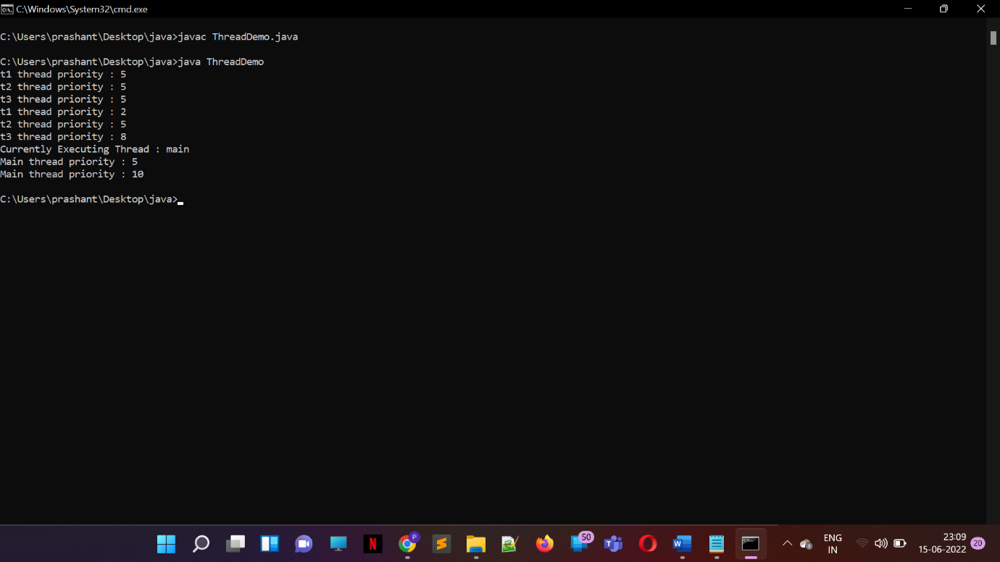 C:\Windows\System32\cmd.exe
C:\Users\prashant\Desktop\java>javac ThreadDemo.java
C:\Users\prashant\Desktop\java>java ThreadDemo
t1 thread priority : 5
t2 thread priority : 5
t3 thread priority : 5
t1 thread priority : 2
t2 thread priority : 5
t3 thread priority : 8
Currently Executing Thread : main
Main thread priority : 5
Main thread priority : 10
C:\Users\prashant\Desktop\java>
N
P
S
50
T
W
ENG
IN
23:09
15-06-2022
20